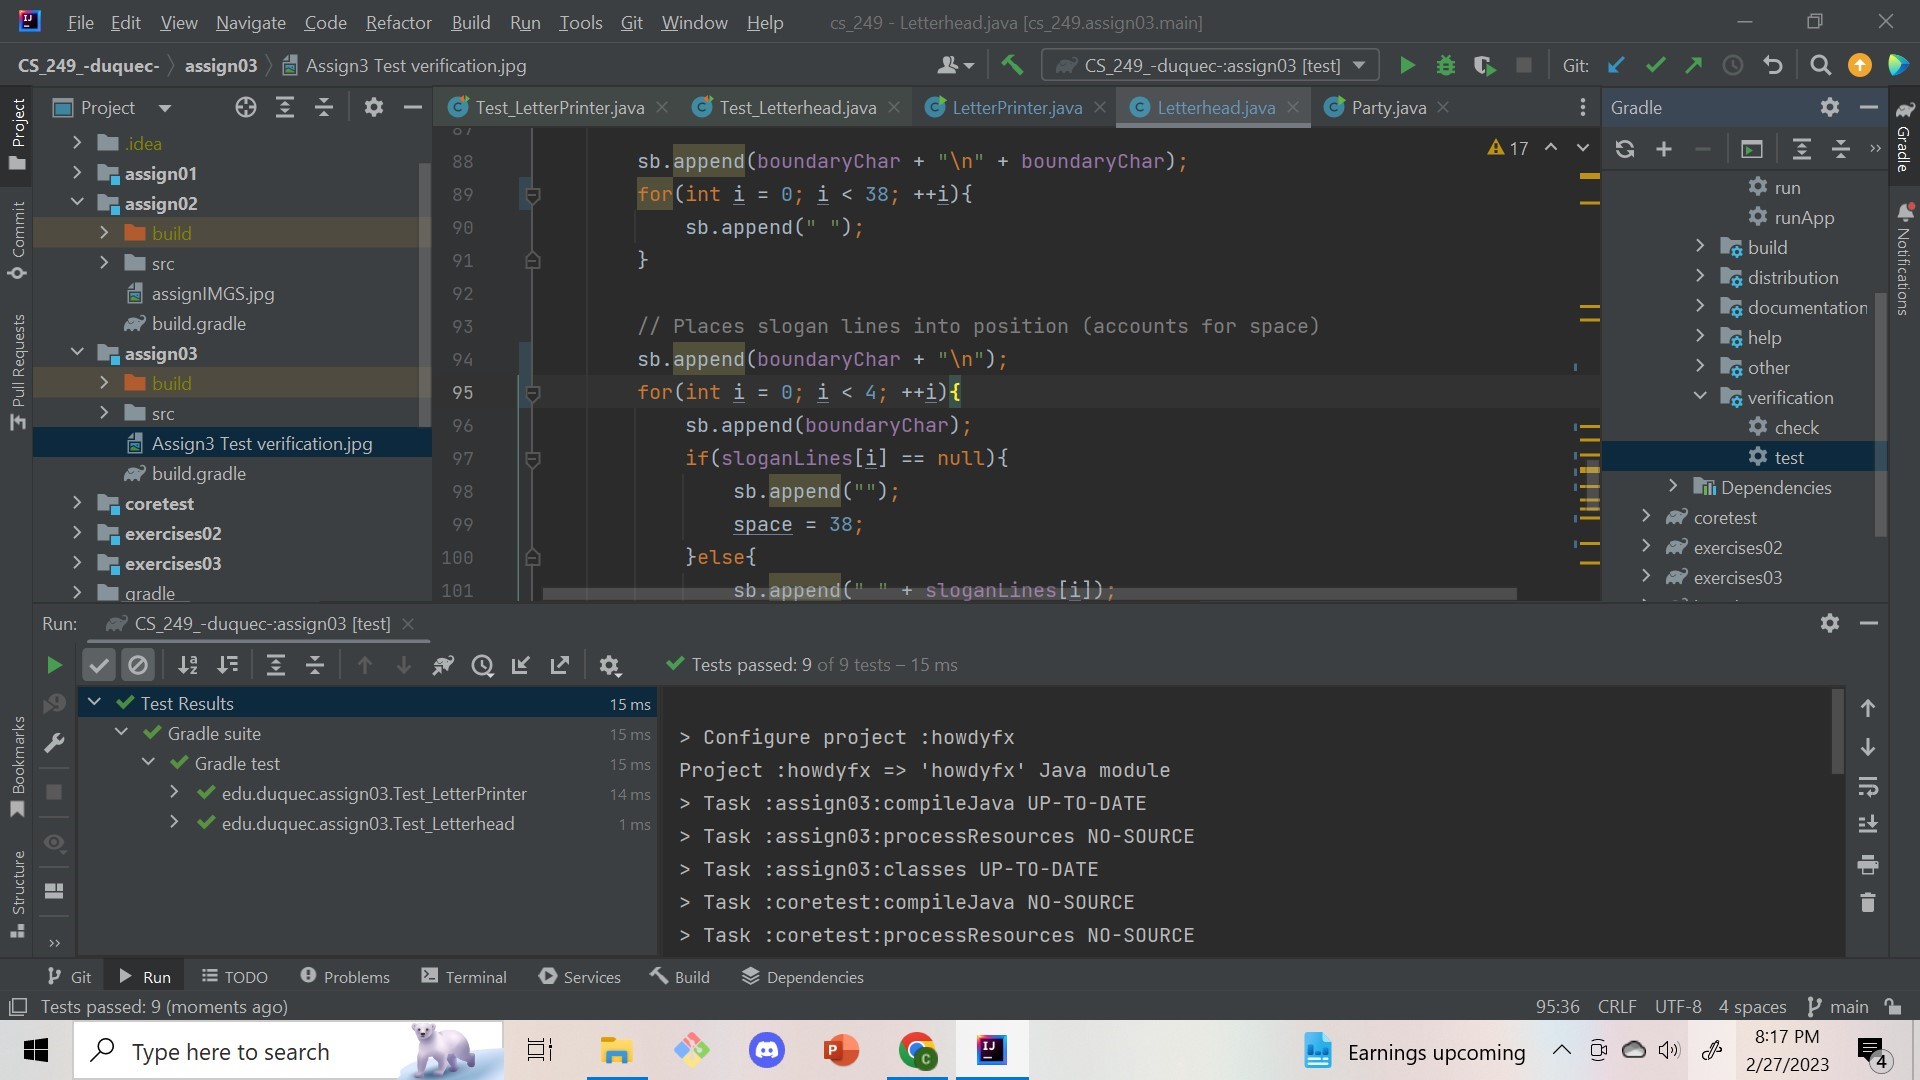 File Edit View Navigate Code Refactor Build Run Tools Git Window Help cs_249 - Letterhead.java [cs_249.assign03.main]
CS_249_-duquec- assign03 Assign3 Test verification.jpg CS_249_-duquec-:assign03 [test] Git:
Project
Test_LetterPrinter.java Test_Letterhead.java LetterPrinter.java Letterhead.java Party.java
Gradle
Project
Commit
Pull Requests
Bookmarks
Structure
.idea
assign01
assign02
build
src
assignIMGS.jpg
build.gradle
assign03
build
src
Assign3 Test verification.jpg
build.gradle
coretest
exercises02
exercises03
gradle
87
88 sb.append(boundaryChar + "\n" + boundaryChar);
89 for(int i = 0; i < 38; ++i){
90 sb.append(" ");
91 }
92
93 // Places slogan lines into position (accounts for space)
94 sb.append(boundaryChar + "\n");
95 for(int i = 0; i < 4; ++i){
96 sb.append(boundaryChar);
97 if(sloganLines[i] == null){
98 sb.append("");
99 space = 38;
100 }else{
101 sb.append(" " + sloganLines[i]);
17
run
runApp
build
distribution
documentation
help
other
verification
check
test
Dependencies
coretest
exercises02
exercises03
Gradle
Notifications
Run: CS_249_-duquec-:assign03 [test]
Tests passed: 9 of 9 tests – 15 ms
Test Results 15 ms
Gradle suite 15 ms
Gradle test 15 ms
edu.duquec.assign03.Test_LetterPrinter 14 ms
edu.duquec.assign03.Test_Letterhead 1 ms
> Configure project :howdyfx
Project :howdyfx => 'howdyfx' Java module
> Task :assign03:compileJava UP-TO-DATE
> Task :assign03:processResources NO-SOURCE
> Task :assign03:classes UP-TO-DATE
> Task :coretest:compileJava NO-SOURCE
> Task :coretest:processResources NO-SOURCE
Git Run TODO Problems Terminal Services Build Dependencies
Tests passed: 9 (moments ago) 95:36 CRLF UTF-8 4 spaces main
Type here to search
Earnings upcoming
8:17 PM
2/27/2023
4